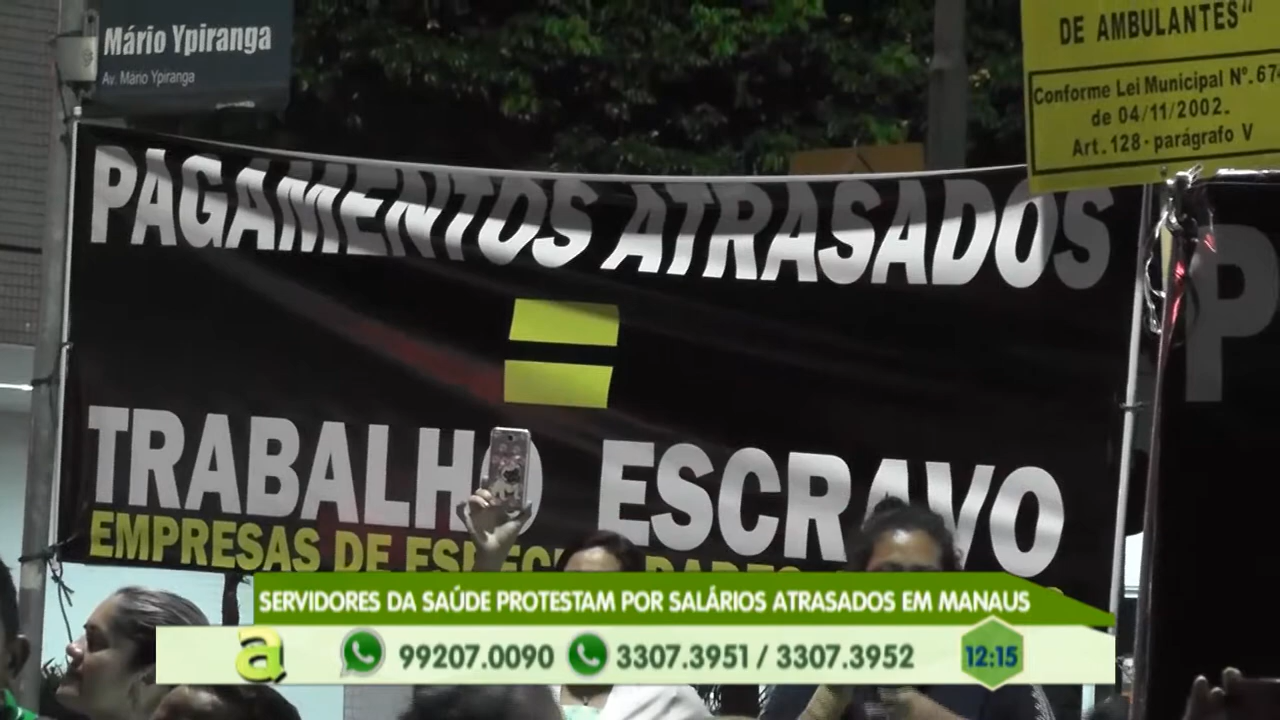 Mário Ypiranga
Av. Mário Ypiranga
DE AMBULANTES"
Conforme Lei Municipal Nº.
de 04/11/2002.
Art. 128 - parágrafo V
PAGAMENTOS ATRASADOS
=
TRABALHO ESCRAVO
EMPRESAS DE
SERVIDORES DA SAÚDE PROTESTAM POR SALÁRIOS ATRASADOS EM MANAUS
a 99207.0090 3307.3951 / 3307.3952 12:15
P